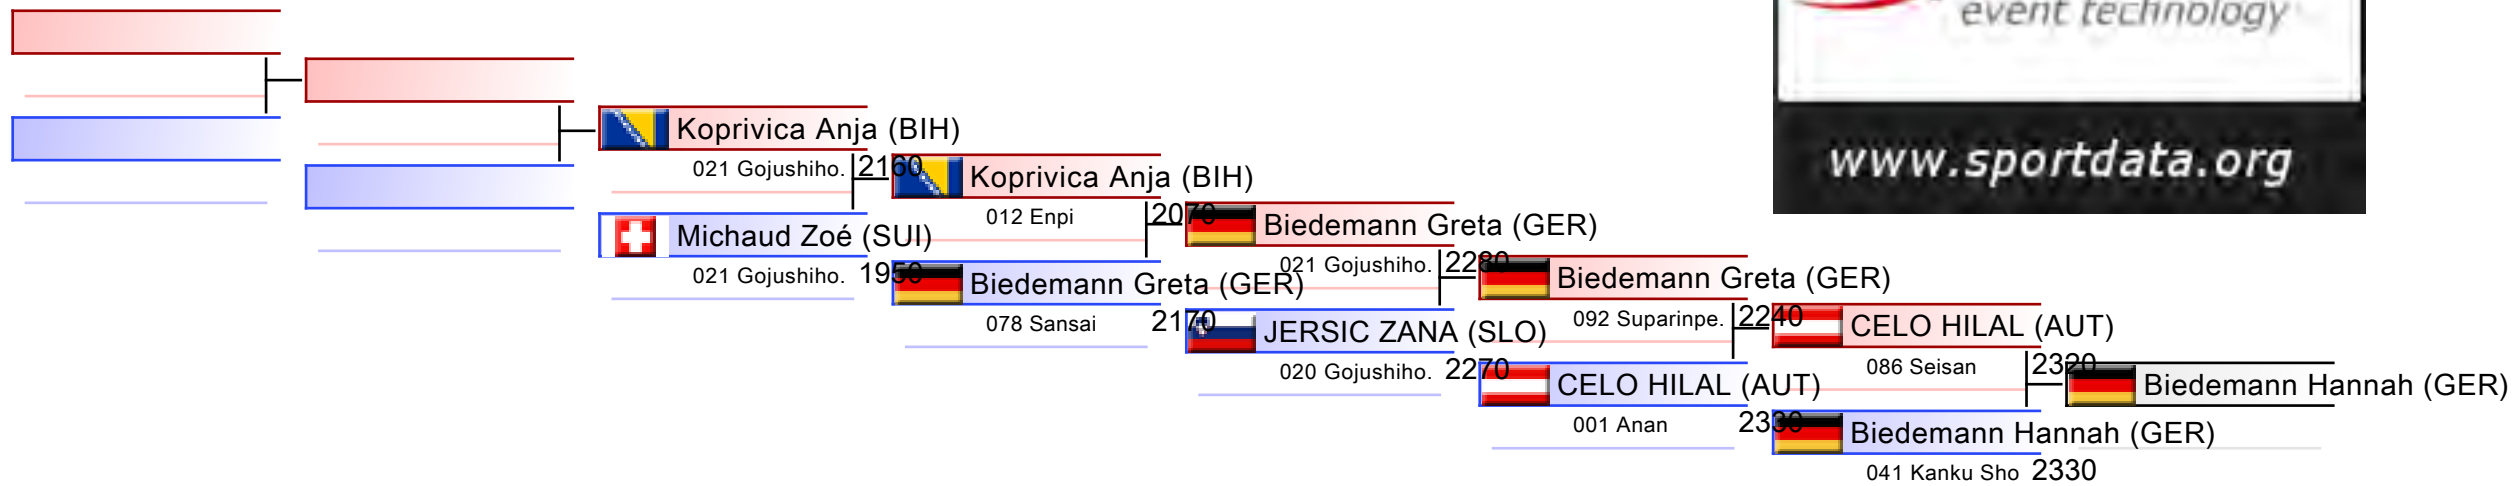 event technology
www.sportdata.org
Koprivica Anja (BIH)
021 Gojushiho. 2160
Michaud Zoé (SUI)
021 Gojushiho. 1950
Koprivica Anja (BIH)
012 Enpi 2070
Biedemann Greta (GER)
078 Sansai 2170
Biedemann Greta (GER)
021 Gojushiho. 2280
JERSIC ZANA (SLO)
020 Gojushiho. 2270
Biedemann Greta (GER)
092 Suparinpe. 2240
CELO HILAL (AUT)
001 Anan 2330
CELO HILAL (AUT)
086 Seisan 2320
Biedemann Hannah (GER)
041 Kanku Sho 2330
Biedemann Hannah (GER)